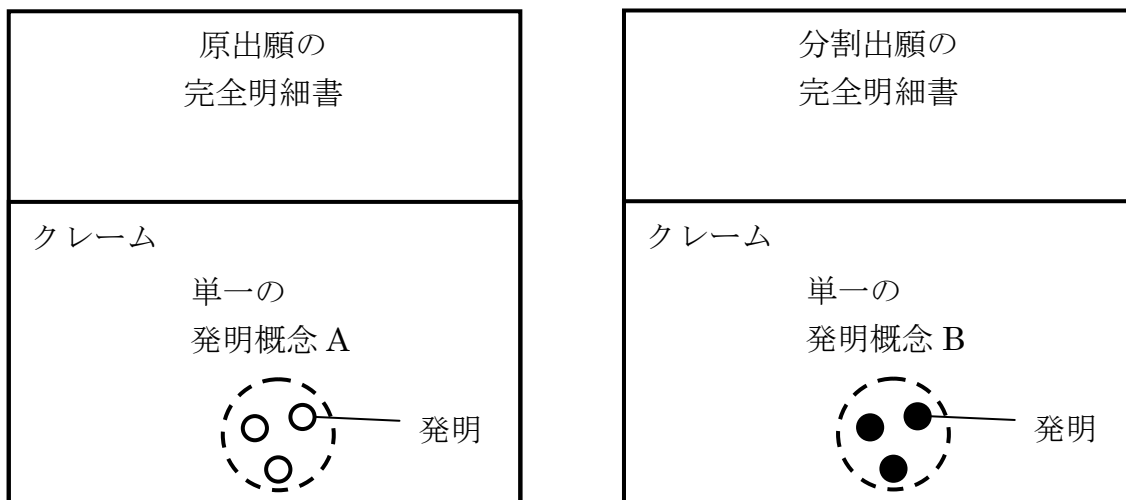 原出願の
完全明細書
クレーム
単一の
発明概念 A
発明
分割出願の
完全明細書
クレーム
単一の
発明概念 B
発明